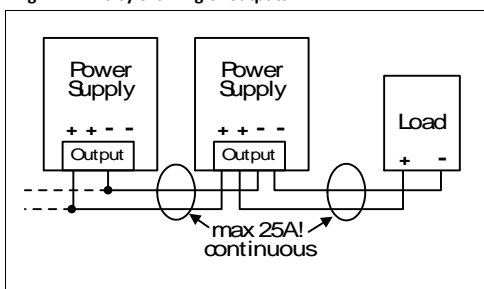 Power Supply
+ + - -
Output
Power Supply
+ + - -
Output
Load
+ -
max 25A!
continuous